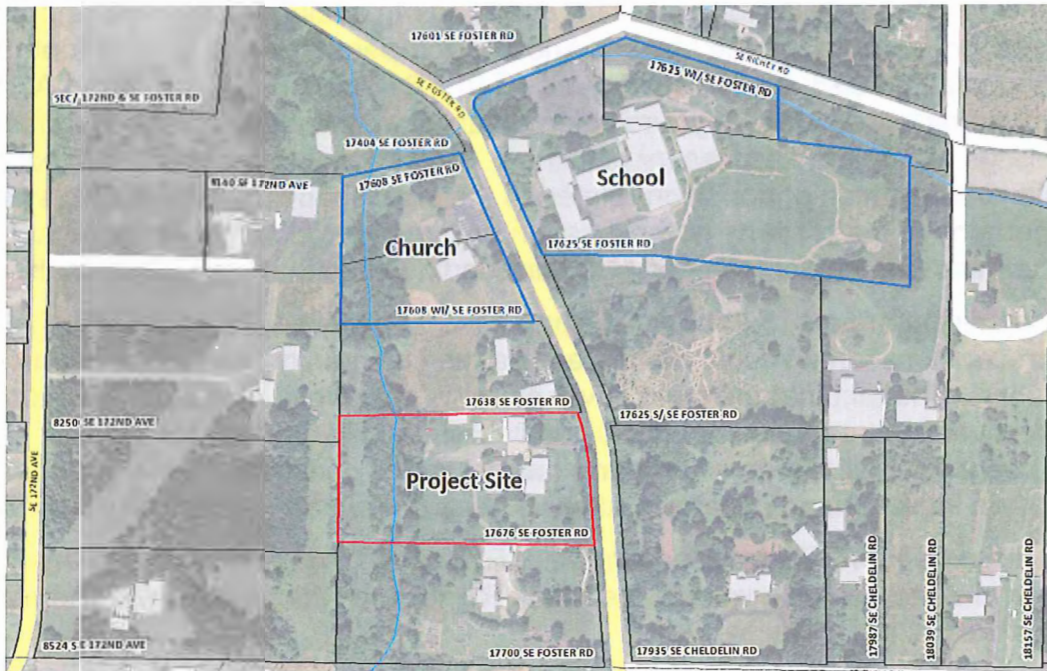 17601 SE FOSTER RD
SE RICHEY RD
17625 WI/ SE FOSTER RD
SE FOSTER RD
SEC/ 172ND & SE FOSTER RD
17404 SE FOSTER RD
17608 SE FOSTER RD
8160 SE 172ND AVE
School
Church
17625 SE FOSTER RD
17608 WI/ SE FOSTER RD
17638 SE FOSTER RD
17625 S/ SE FOSTER RD
8250 SE 172ND AVE
SE 172ND AVE
Project Site
17676 SE FOSTER RD
17987 SE CHELDELIN RD
18039 SE CHELDELIN RD
18157 SE CHELDELIN RD
8524 SE 172ND AVE
17700 SE FOSTER RD
17935 SE CHELDELIN RD